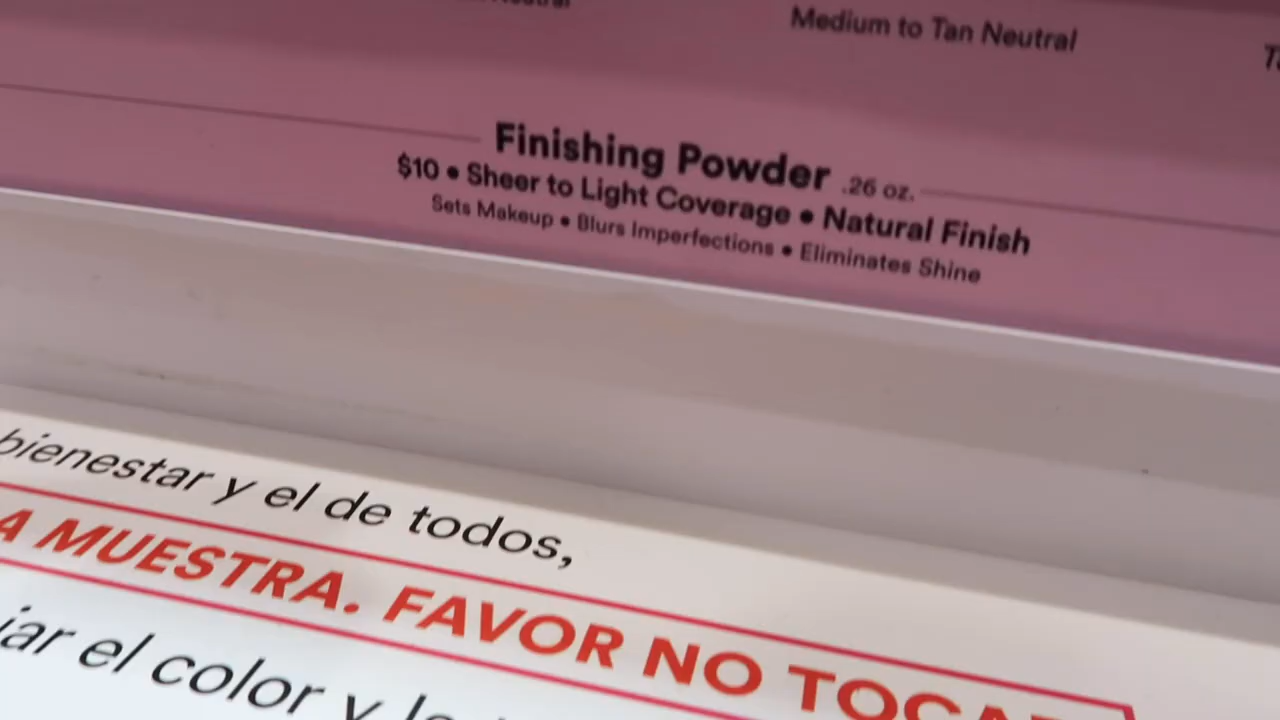 Medium to Tan Neutral
Finishing Powder .26 oz.
$10 • Sheer to Light Coverage • Natural Finish
Sets Makeup • Blurs Imperfections • Eliminates Shine
bienestar y el de todos,
A MUESTRA. FAVOR NO
el color y